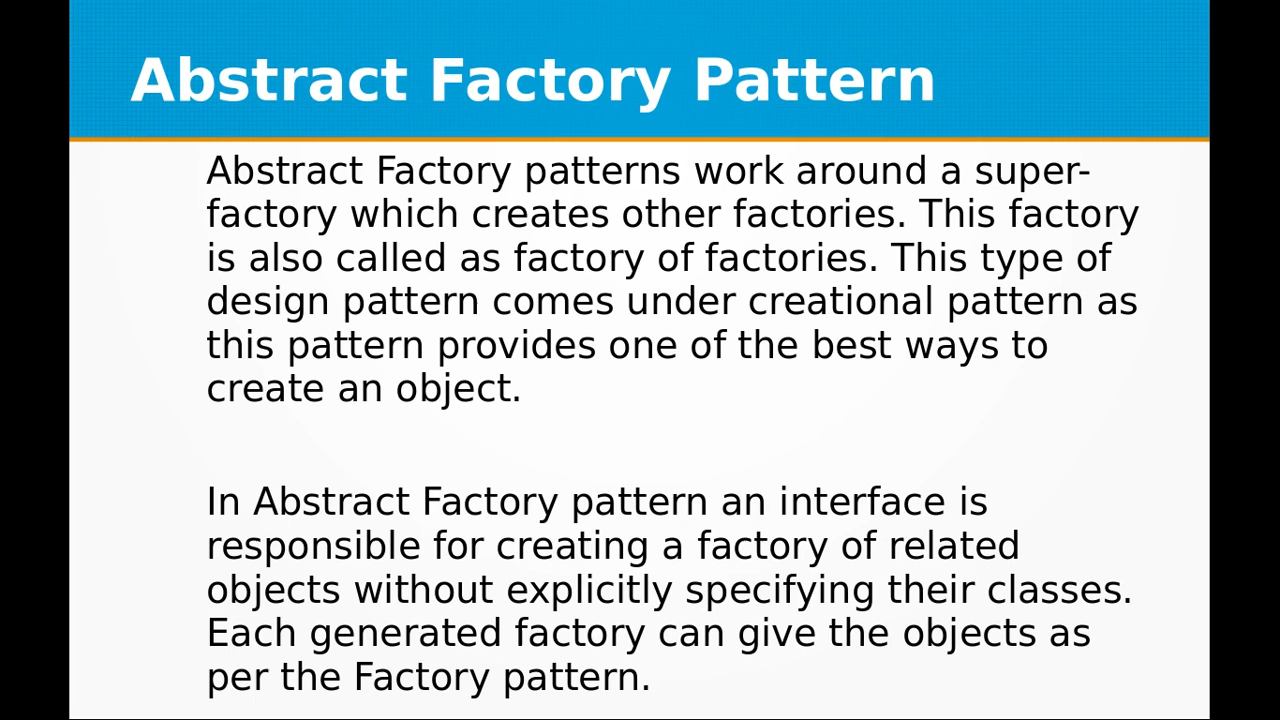 Abstract Factory Pattern
Abstract Factory patterns work around a super-
factory which creates other factories. This factory
is also called as factory of factories. This type of
design pattern comes under creational pattern as
this pattern provides one of the best ways to
create an object.
In Abstract Factory pattern an interface is
responsible for creating a factory of related
objects without explicitly specifying their classes.
Each generated factory can give the objects as
per the Factory pattern.